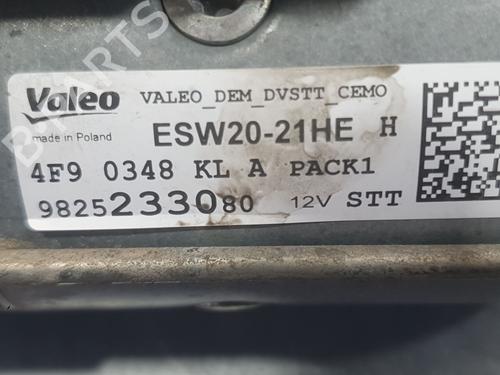 Valeo VALEO_DEM_DVSTT_CEMO
made in Poland ESW20-21HE H
4F9 0348 KL A PACK1
9825233080 12V STT